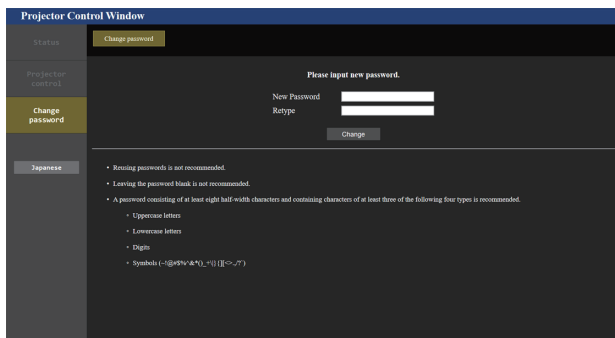 Projector Control Window
Status
Change password
Projector
control
Change
password
Japanese
Please input new password.
New Password
Retype
Change
• Reusing passwords is not recommended.
• Leaving the password blank is not recommended.
• A password consisting of at least eight half-width characters and containing characters of at least three of the following four types is recommended.
• Uppercase letters
• Lowercase letters
• Digits
• Symbols